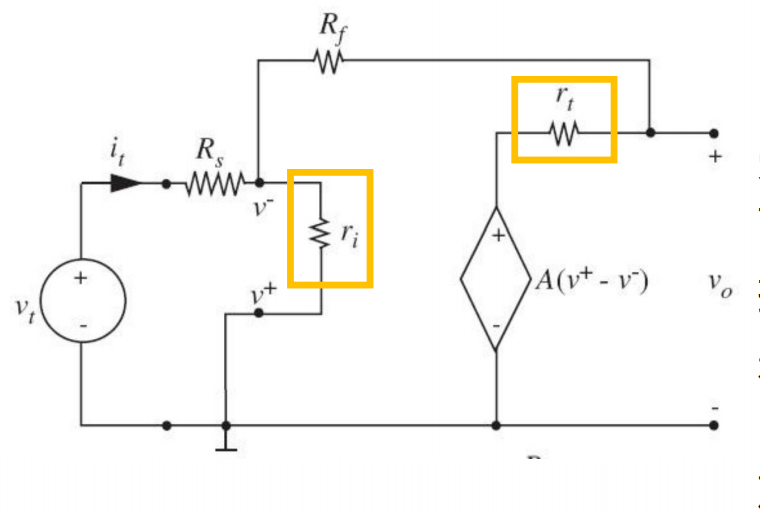 R_f
r_t
+
i_t
R_s
v^-
r_i
+
A(v^+ - v^-)
-
v^+
v_t
+
-
v_o
-